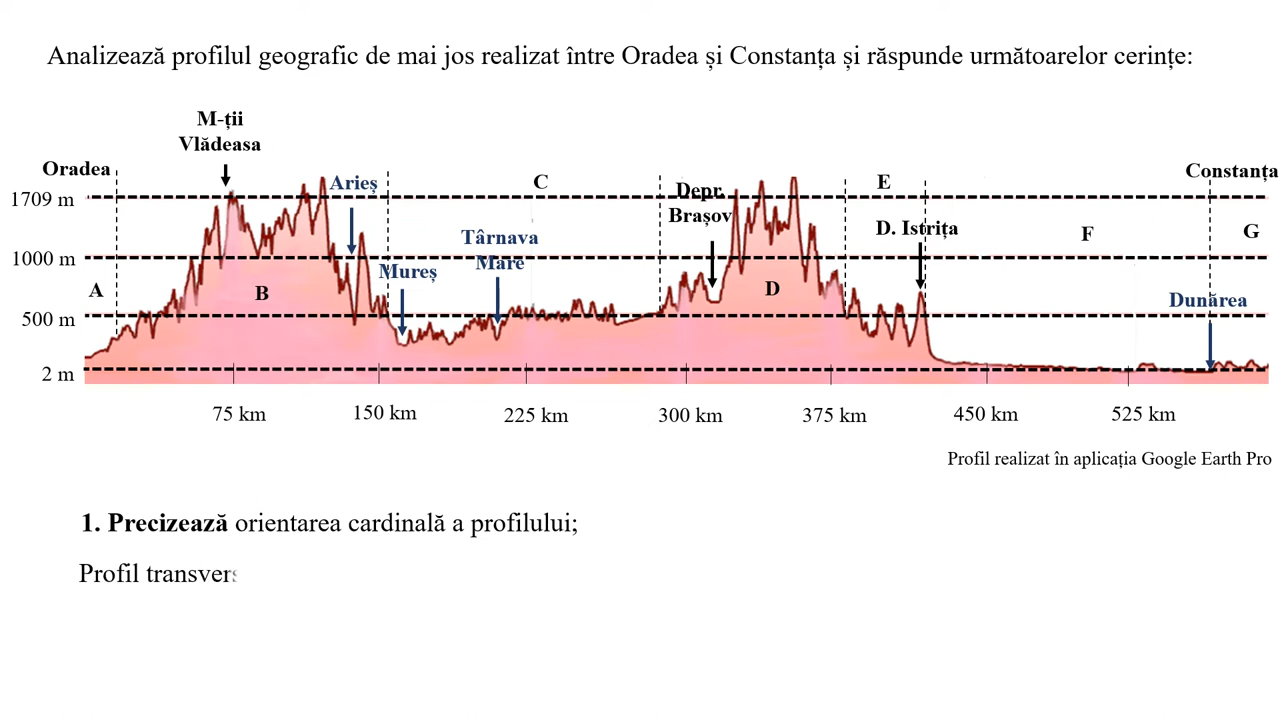 Analizează profilul geografic de mai jos realizat între Oradea și Constanța și răspunde următoarelor cerințe:
M-ții
Vlădeasa
Oradea
Constanța
Arieș
C
E
Depr.
Brașov
1709 m
D. Istrița
F
G
Târnava
Mare
1000 m
Mureș
A
B
D
Dunărea
500 m
2 m
75 km
150 km
225 km
300 km
375 km
450 km
525 km
Profil realizat în aplicația Google Earth Pro
1. Precizează orientarea cardinală a profilului;
Profil